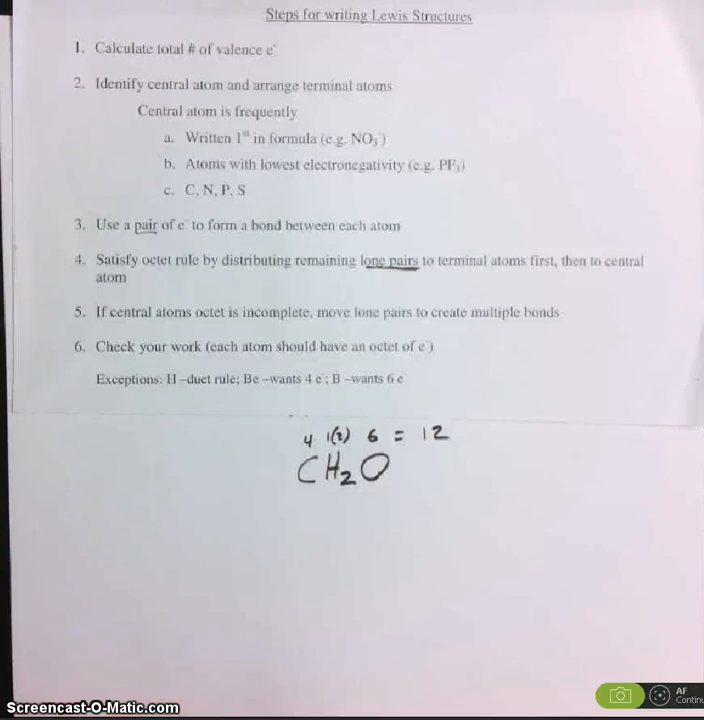 Steps for writing Lewis Structures
1. Calculate total # of valence e⁻
2. Identify central atom and arrange terminal atoms
Central atom is frequently
a. Written 1st in formula (e.g. NO₃⁻)
b. Atoms with lowest electronegativity (e.g. PF₃)
c. C, N, P, S
3. Use a pair of e⁻ to form a bond between each atom
4. Satisfy octet rule by distributing remaining lone pairs to terminal atoms first, then to central
atom
5. If central atoms octet is incomplete, move lone pairs to create multiple bonds
6. Check your work (each atom should have an octet of e⁻)
Exceptions: H –duet rule; Be –wants 4 e⁻; B –wants 6 e⁻
4 1(2) 6 = 12
CH₂O
Screencast-O-Matic.com
AF
Continu